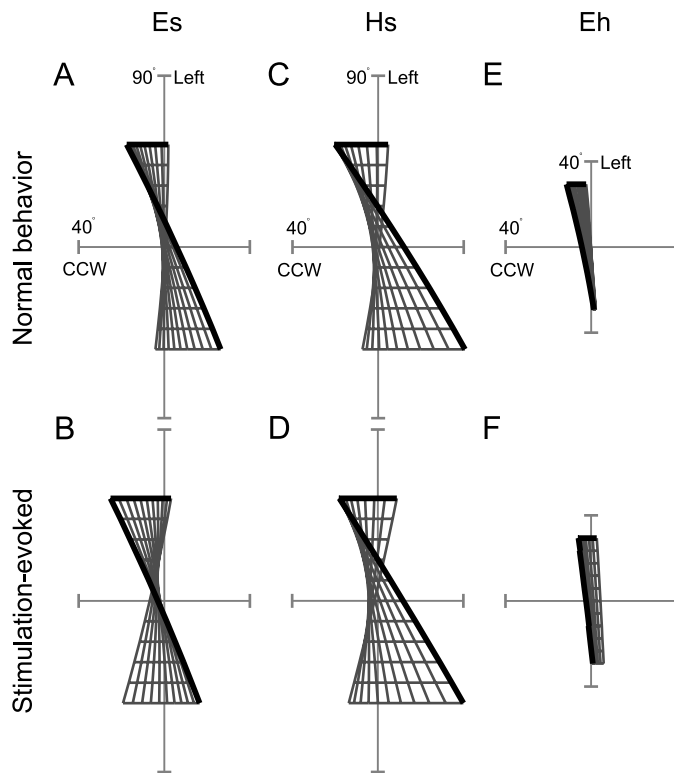 Es
Hs
Eh
Normal behavior
A
90° Left
40°
CCW
C
90° Left
40°
CCW
E
40° Left
40°
CCW
Stimulation-evoked
B
D
F